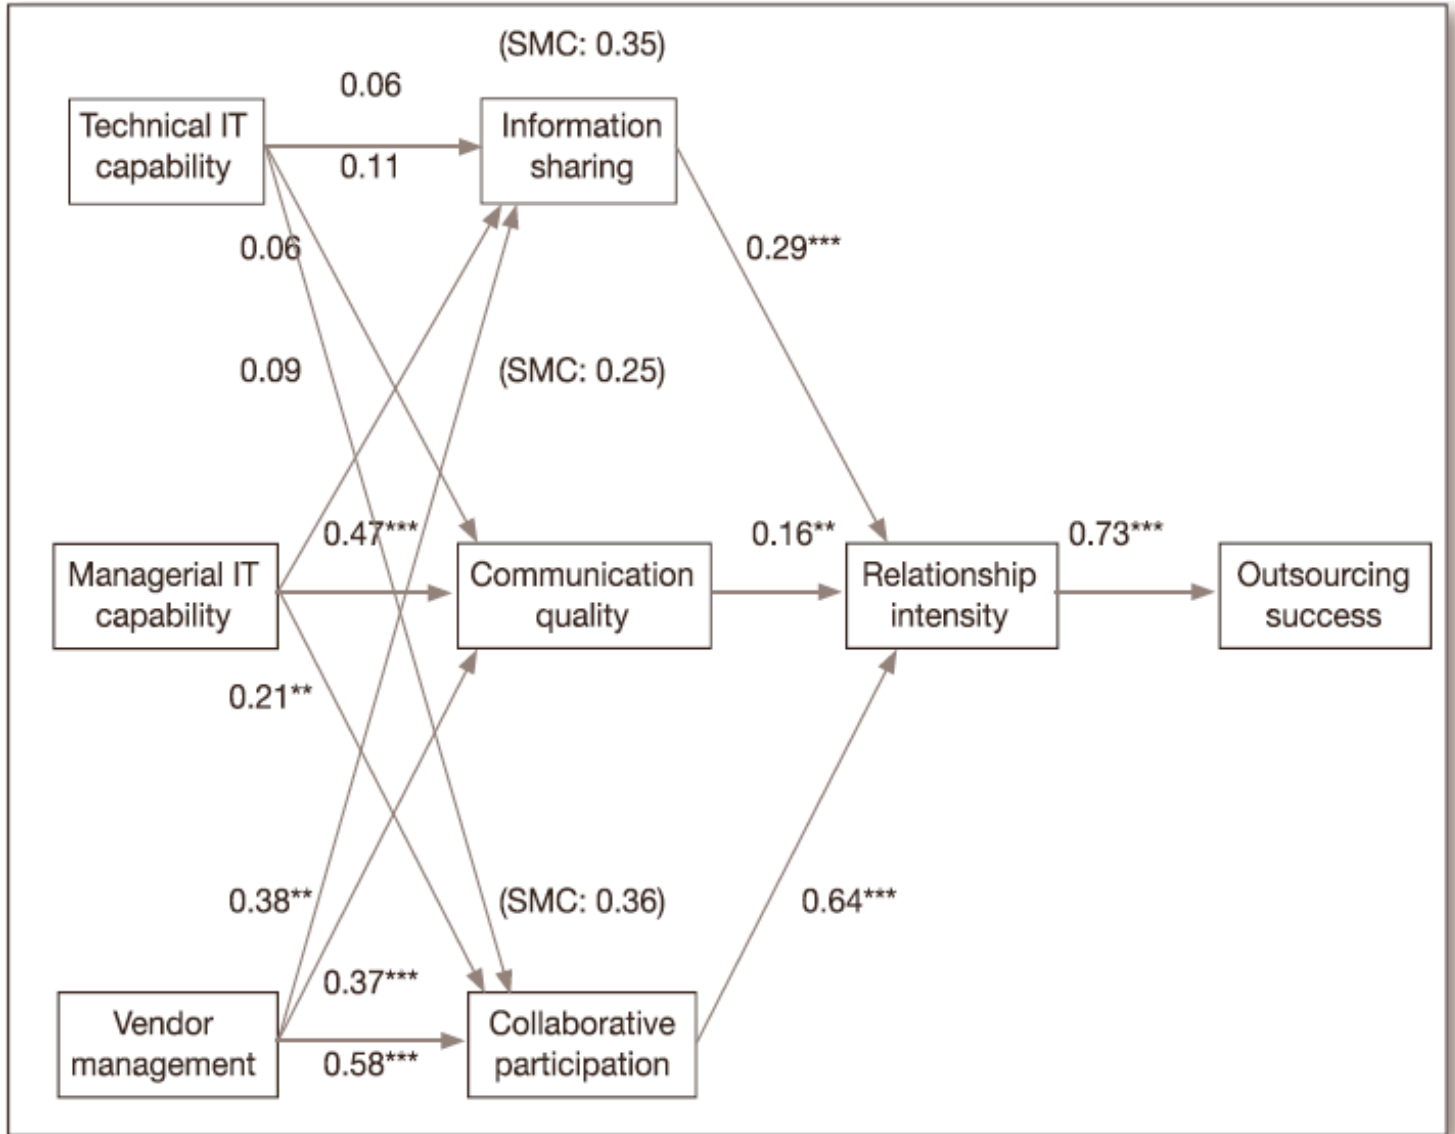 (SMC: 0.35)
0.06
Technical IT
capability
Information
sharing
0.11
0.06
0.29***
0.09
(SMC: 0.25)
0.47***
0.16**
0.73***
Managerial IT
capability
Communication
quality
Relationship
intensity
Outsourcing
success
0.21**
0.38**
(SMC: 0.36)
0.64***
0.37***
Vendor
management
Collaborative
participation
0.58***